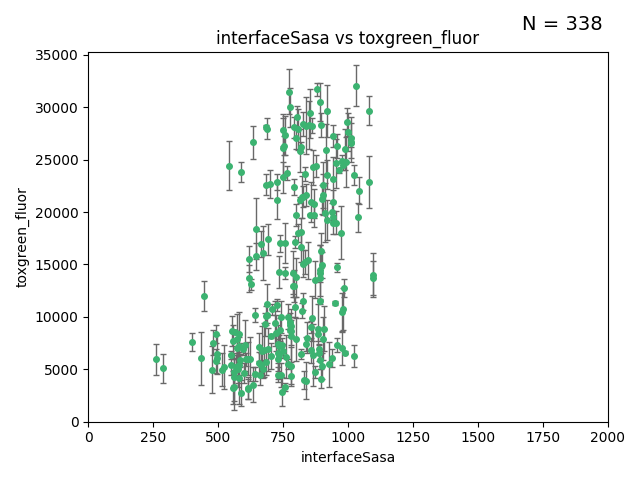 N = 338
interfaceSasa vs toxgreen_fluor
35000
30000
25000
20000
15000
10000
5000
0
toxgreen_fluor
0 250 500 750 1000 1250 1500 1750 2000
interfaceSasa